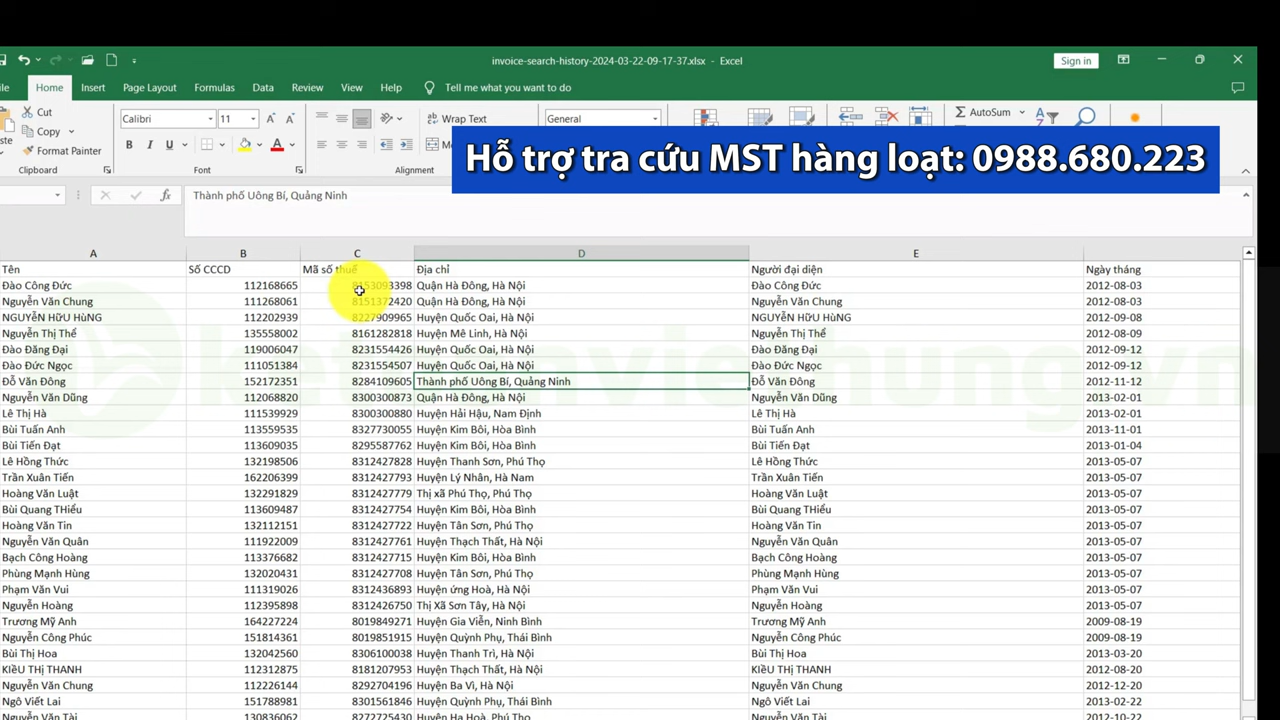 invoice-search-history-2024-03-22-09-17-37.xlsx - Excel
Sign in
Home Insert Page Layout Formulas Data Review View Help Tell me what you want to do
Cut
Copy
Format Painter
Clipboard
Calibri 11
B I U
Font
Wrap Text
Alignment
General
AutoSum
Hỗ trợ tra cứu MST hàng loạt: 0988.680.223
fx Thành phố Uông Bí, Quảng Ninh
A B C D E
Tên Số CCCD Mã số thuế Địa chỉ Người đại diện Ngày tháng
Đào Công Đức 112168665 8153093398 Quận Hà Đông, Hà Nội Đào Công Đức 2012-08-03
Nguyễn Văn Chung 111268061 8151372420 Quận Hà Đông, Hà Nội Nguyễn Văn Chung 2012-08-03
NGUYễN HữU HùNG 112202939 8227909965 Huyện Quốc Oai, Hà Nội NGUYễN HữU HùNG 2012-09-08
Nguyễn Thị Thể 135558002 8161282818 Huyện Mê Linh, Hà Nội Nguyễn Thị Thể 2012-08-09
Đào Đăng Đại 119006047 8231554426 Huyện Quốc Oai, Hà Nội Đào Đăng Đại 2012-09-12
Đào Đức Ngọc 111051384 8231554507 Huyện Quốc Oai, Hà Nội Đào Đức Ngọc 2012-09-12
Đỗ Văn Đông 152172351 8284109605 Thành phố Uông Bí, Quảng Ninh Đỗ Văn Đông 2012-11-12
Nguyễn Văn Dũng 112068820 8300300873 Quận Hà Đông, Hà Nội Nguyễn Văn Dũng 2013-02-01
Lê Thị Hà 111539929 8300300880 Huyện Hải Hậu, Nam Định Lê Thị Hà 2013-02-01
Bùi Tuấn Anh 113559535 8327730055 Huyện Kim Bôi, Hòa Bình Bùi Tuấn Anh 2013-11-01
Bùi Tiến Đạt 113609035 8295587762 Huyện Kim Bôi, Hòa Bình Bùi Tiến Đạt 2013-01-04
Lê Hồng Thức 132198506 8312427828 Huyện Thanh Sơn, Phú Thọ Lê Hồng Thức 2013-05-07
Trần Xuân Tiến 162206399 8312427793 Huyện Lý Nhân, Hà Nam Trần Xuân Tiến 2013-05-07
Hoàng Văn Luật 132291829 8312427779 Thị xã Phú Thọ, Phú Thọ Hoàng Văn Luật 2013-05-07
Bùi Quang THiểu 113609487 8312427754 Huyện Kim Bôi, Hòa Bình Bùi Quang THiểu 2013-05-07
Hoàng Văn Tin 132112151 8312427722 Huyện Tân Sơn, Phú Thọ Hoàng Văn Tin 2013-05-07
Nguyễn Văn Quân 111922009 8312427761 Huyện Thạch Thất, Hà Nội Nguyễn Văn Quân 2013-05-07
Bạch Công Hoàng 113376682 8312427715 Huyện Kim Bôi, Hòa Bình Bạch Công Hoàng 2013-05-07
Phùng Mạnh Hùng 132020431 8312427708 Huyện Tân Sơn, Phú Thọ Phùng Mạnh Hùng 2013-05-07
Phạm Văn Vui 111319026 8312436893 Huyện ứng Hoà, Hà Nội Phạm Văn Vui 2013-05-07
Nguyễn Hoàng 112395898 8312426750 Thị Xã Sơn Tây, Hà Nội Nguyễn Hoàng 2013-05-07
Trương Mỹ Anh 164227224 8019849271 Huyện Gia Viễn, Ninh Bình Trương Mỹ Anh 2009-08-19
Nguyễn Công Phúc 151814361 8019851915 Huyện Quỳnh Phụ, Thái Bình Nguyễn Công Phúc 2009-08-19
Bùi Thị Hoa 132042560 8306100038 Huyện Thanh Trì, Hà Nội Bùi Thị Hoa 2013-03-20
KIềU THị THANH 112312875 8181207953 Huyện Thạch Thất, Hà Nội KIềU THị THANH 2012-08-20
Nguyễn Văn Chung 112226144 8292704196 Huyện Ba Vì, Hà Nội Nguyễn Văn Chung 2012-12-20
Ngô Viết Lai 151788981 8301561846 Huyện Quỳnh Phụ, Thái Bình Ngô Viết Lai 2013-02-04
Nguyễn Văn Tài 130836062 8272725430 Huyện Hạ Hoà, Phú Thọ Nguyễn Văn Tài 2012-10-22